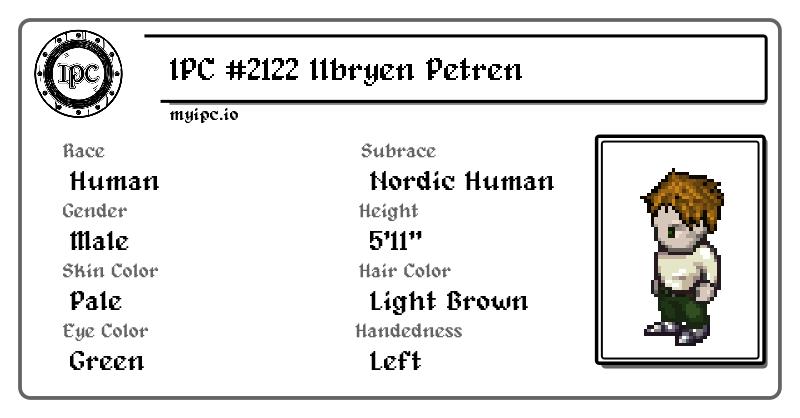 IPC
IPC #2122 Ubryen Petren
myipc.io
Race
Human
Subrace
Nordic Human
Gender
Male
Height
5'11"
Skin Color
Pale
Hair Color
Light Brown
Eye Color
Green
Handedness
Left